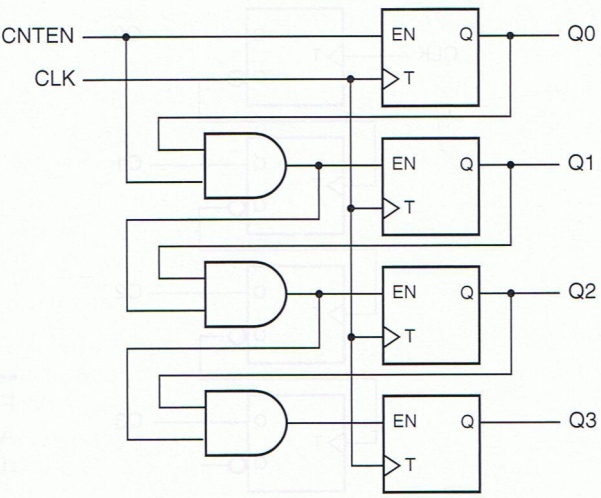 CNTEN EN Q Q0
CLK T
EN Q Q1
T
EN Q Q2
T
EN Q Q3
T